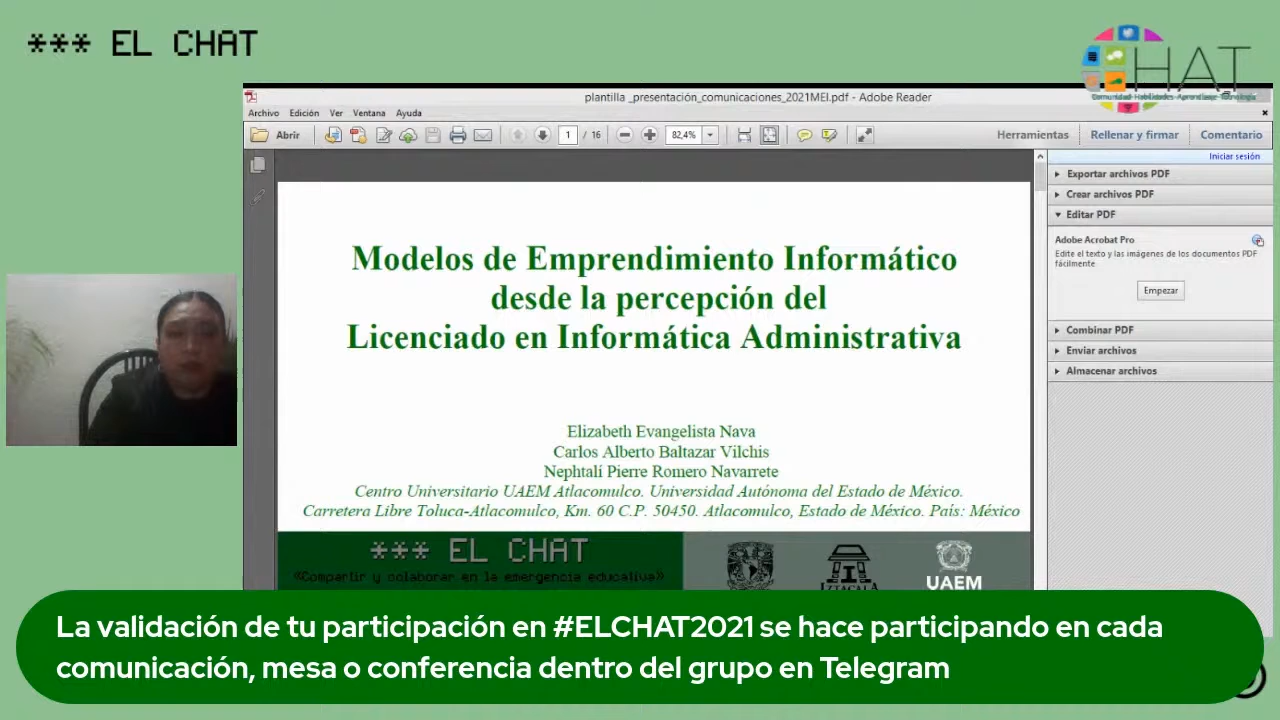 *** EL CHAT
HAT
Comunidad-Habilidades-Aprendizaje-Tecnología
plantilla _presentación_comunicaciones_2021MEI.pdf - Adobe Reader
Archivo Edición Ver Ventana Ayuda
Abrir 1 / 16 82,4% Herramientas Rellenar y firmar Comentario
Iniciar sesión
Exportar archivos PDF
Crear archivos PDF
Editar PDF
Adobe Acrobat Pro
Edite el texto y las imágenes de los documentos PDF
fácilmente
Empezar
Combinar PDF
Enviar archivos
Almacenar archivos
Modelos de Emprendimiento Informático
desde la percepción del
Licenciado en Informática Administrativa
Elizabeth Evangelista Nava
Carlos Alberto Baltazar Vilchis
Nephtalí Pierre Romero Navarrete
Centro Universitario UAEM Atlacomulco. Universidad Autónoma del Estado de México.
Carretera Libre Toluca-Atlacomulco, Km. 60 C.P. 50450. Atlacomulco, Estado de México. País: México
*** EL CHAT
«Compartir y colaborar en la emergencia educativa»
IZTACALA
UAEM
La validación de tu participación en #ELCHAT2021 se hace participando en cada
comunicación, mesa o conferencia dentro del grupo en Telegram